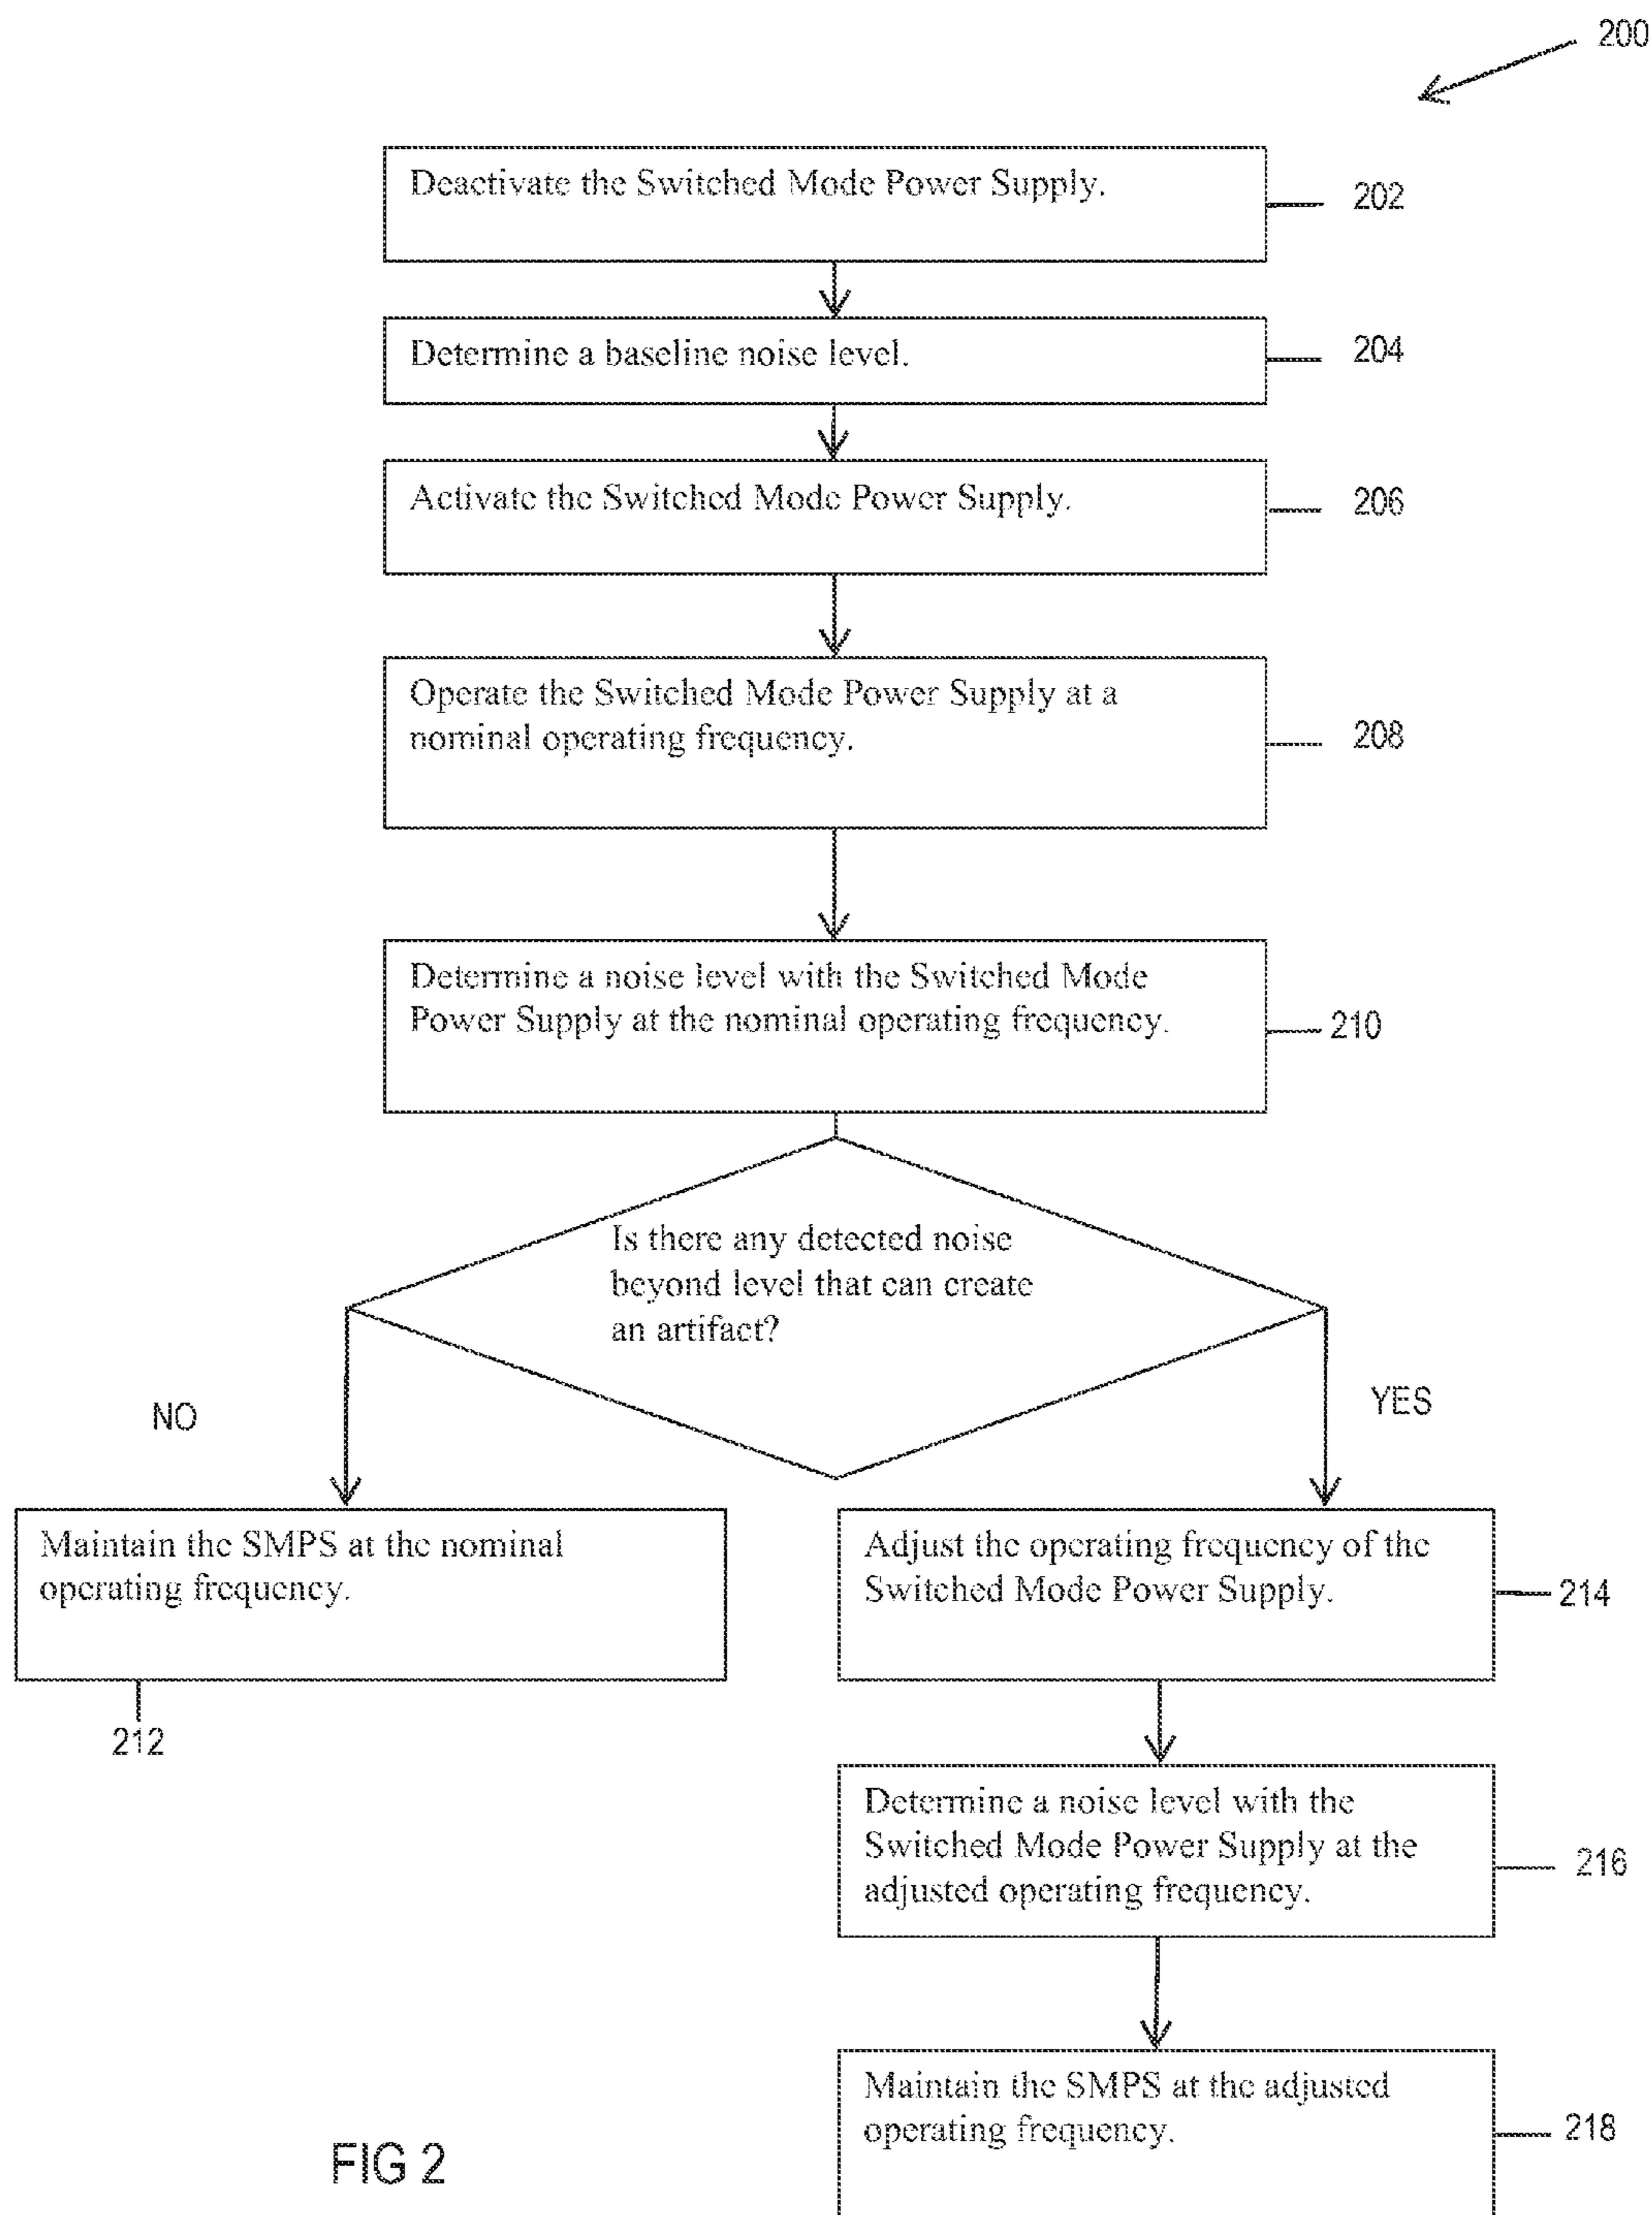 200
Deactivate the Switched Mode Power Supply.
202
Determine a baseline noise level.
204
Activate the Switched Mode Power Supply.
206
Operate the Switched Mode Power Supply at a
nominal operating frequency.
208
Determine a noise level with the Switched Mode
Power Supply at the nominal operating frequency.
210
Is there any detected noise
beyond level that can create
an artifact?
NO
YES
Maintain the SMPS at the nominal
operating frequency.
212
Adjust the operating frequency of the
Switched Mode Power Supply.
214
Determine a noise level with the
Switched Mode Power Supply at the
adjusted operating frequency.
216
Maintain the SMPS at the adjusted
operating frequency.
218
FIG 2